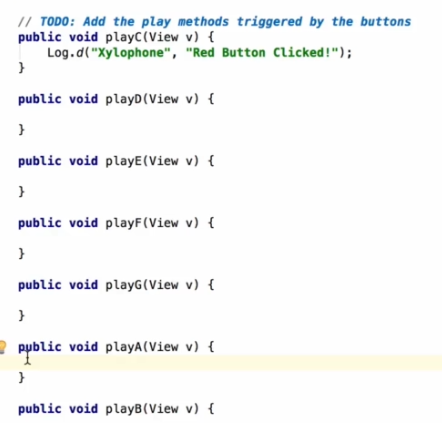 // TODO: Add the play methods triggered by the buttons
public void playC(View v) {
Log.d("Xylophone", "Red Button Clicked!");
}
public void playD(View v) {
}
public void playE(View v) {
}
public void playF(View v) {
}
public void playG(View v) {
}
public void playA(View v) {
}
public void playB(View v) {